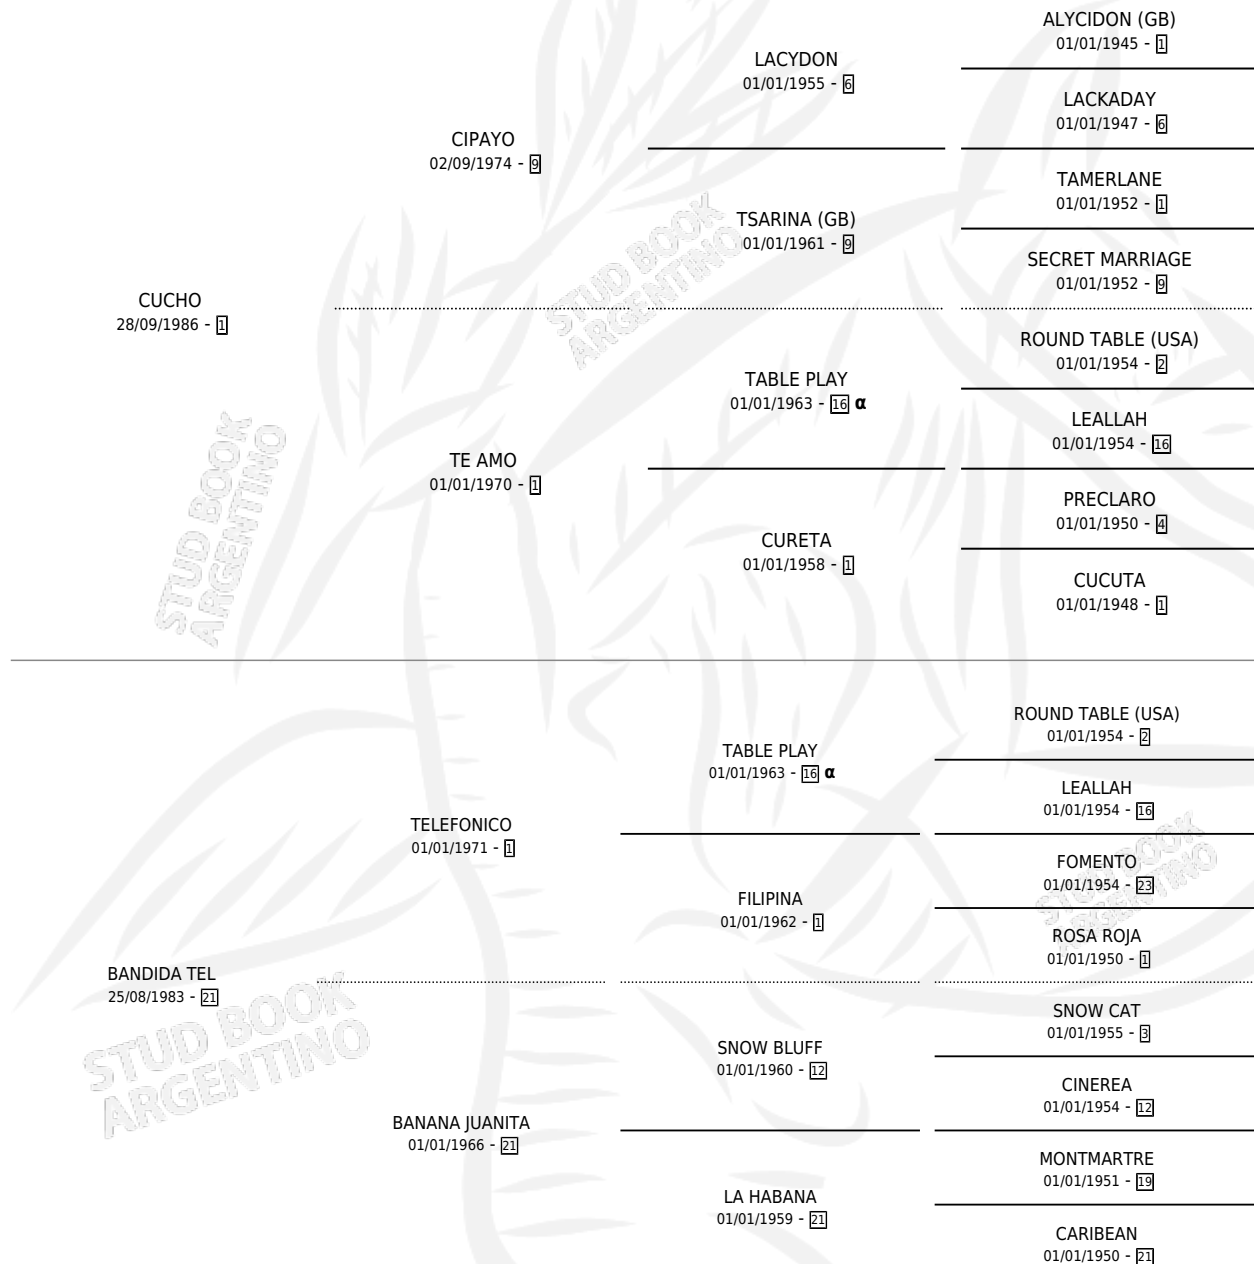 ALYCIDON (GB)
01/01/1945 - 1
LACYDON
01/01/1955 - 6
LACKADAY
01/01/1947 - 6
CIPAYO
02/09/1974 - 9
TAMERLANE
01/01/1952 - 1
TSARINA (GB)
01/01/1961 - 9
SECRET MARRIAGE
01/01/1952 - 9
CUCHO
28/09/1986 - 1
ROUND TABLE (USA)
01/01/1954 - 2
TABLE PLAY
01/01/1963 - 16 α
LEALLAH
01/01/1954 - 16
TE AMO
01/01/1970 - 1
PRECLARO
01/01/1950 - 4
CURETA
01/01/1958 - 1
CUCUTA
01/01/1948 - 1
STUD BOOK
ARGENTINO
STUD BOOK
ARGENTINO
ROUND TABLE (USA)
01/01/1954 - 2
TABLE PLAY
01/01/1963 - 16 α
LEALLAH
01/01/1954 - 16
TELEFONICO
01/01/1971 - 1
FOMENTO
01/01/1954 - 23
FILIPINA
01/01/1962 - 1
ROSA ROJA
01/01/1950 - 1
BANDIDA TEL
25/08/1983 - 21
SNOW CAT
01/01/1955 - 3
SNOW BLUFF
01/01/1960 - 12
CINEREA
01/01/1954 - 12
BANANA JUANITA
01/01/1966 - 21
MONTMARTRE
01/01/1951 - 19
LA HABANA
01/01/1959 - 21
CARIBEAN
01/01/1950 - 21
STUD BOOK
ARGENTINO
STUD BOOK
ARGENTINO